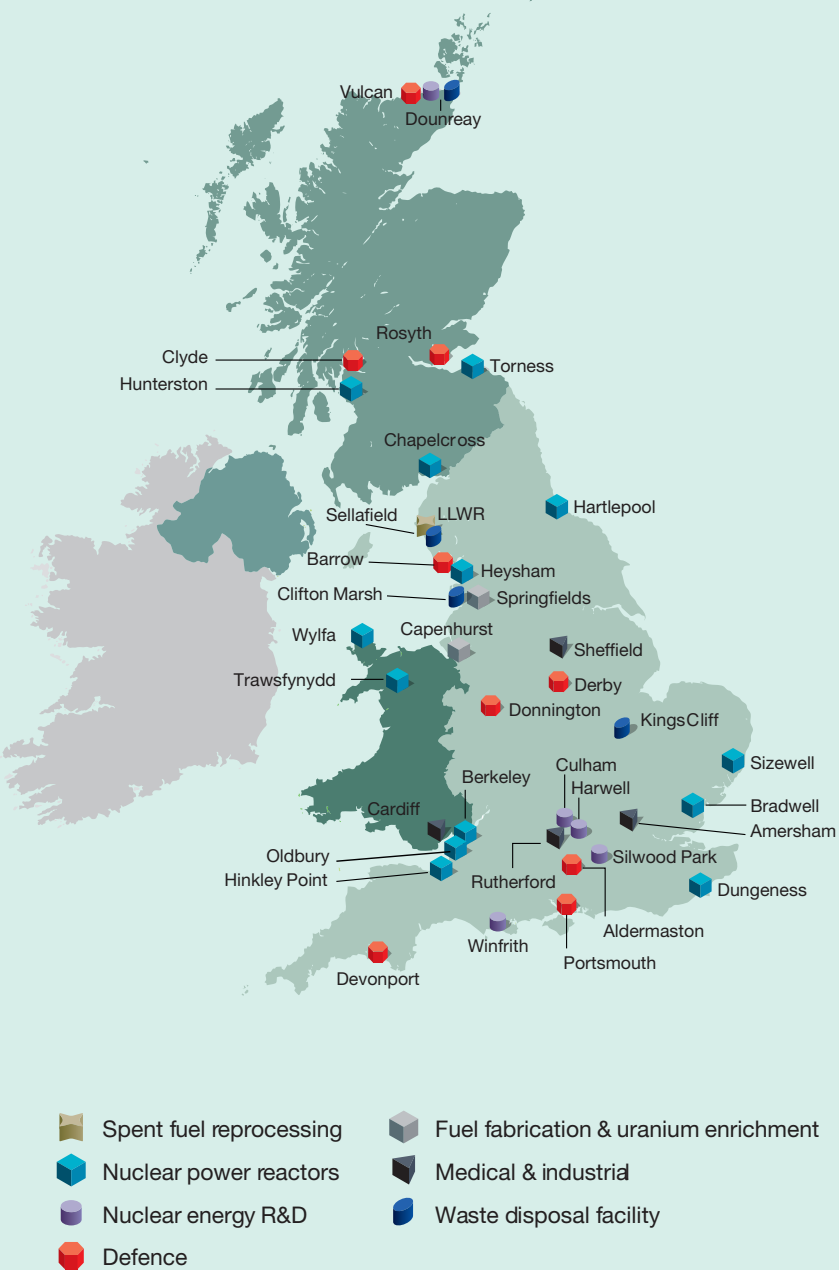 Vulcan
Dounreay
Rosyth
Clyde
Torness
Hunterston
Chapelcross
Hartlepool
Sellafield
LLWR
Barrow
Heysham
Clifton Marsh
Springfields
Capenhurst
Wylfa
Sheffield
Trawsfynydd
Derby
Donnington
KingsCliff
Culham
Sizewell
Berkeley
Harwell
Cardiff
Bradwell
Amersham
Oldbury
Silwood Park
Hinkley Point
Rutherford
Dungeness
Aldermaston
Winfrith
Portsmouth
Devonport
Spent fuel reprocessing
Fuel fabrication & uranium enrichment
Nuclear power reactors
Medical & industrial
Nuclear energy R&D
Waste disposal facility
Defence